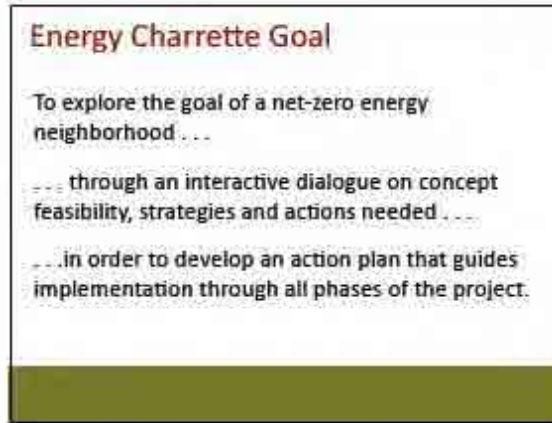 Energy Charrette Goal
To explore the goal of a net-zero energy
neighborhood . . .
. . . through an interactive dialogue on concept
feasibility, strategies and actions needed . . .
. . .in order to develop an action plan that guides
implementation through all phases of the project.